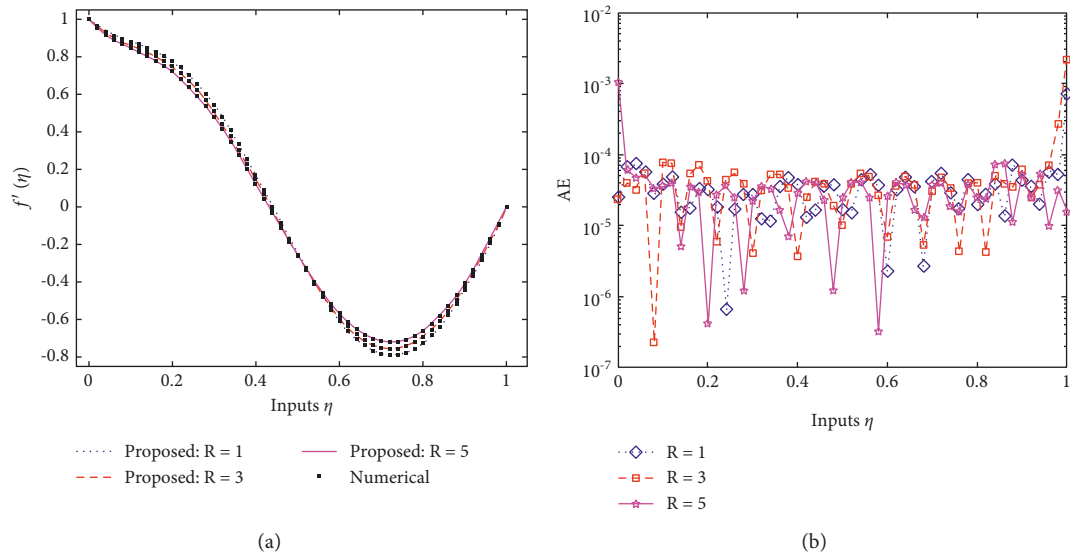 1
0.8
0.6
0.4
0.2
0
-0.2
-0.4
-0.6
-0.8
f′ (η)
0 0.2 0.4 0.6 0.8 1
Inputs η
Proposed: R = 1
Proposed: R = 3
Proposed: R = 5
Numerical
(a)
10-2
10-3
10-4
10-5
10-6
10-7
AE
0 0.2 0.4 0.6 0.8 1
Inputs η
R = 1
R = 3
R = 5
(b)